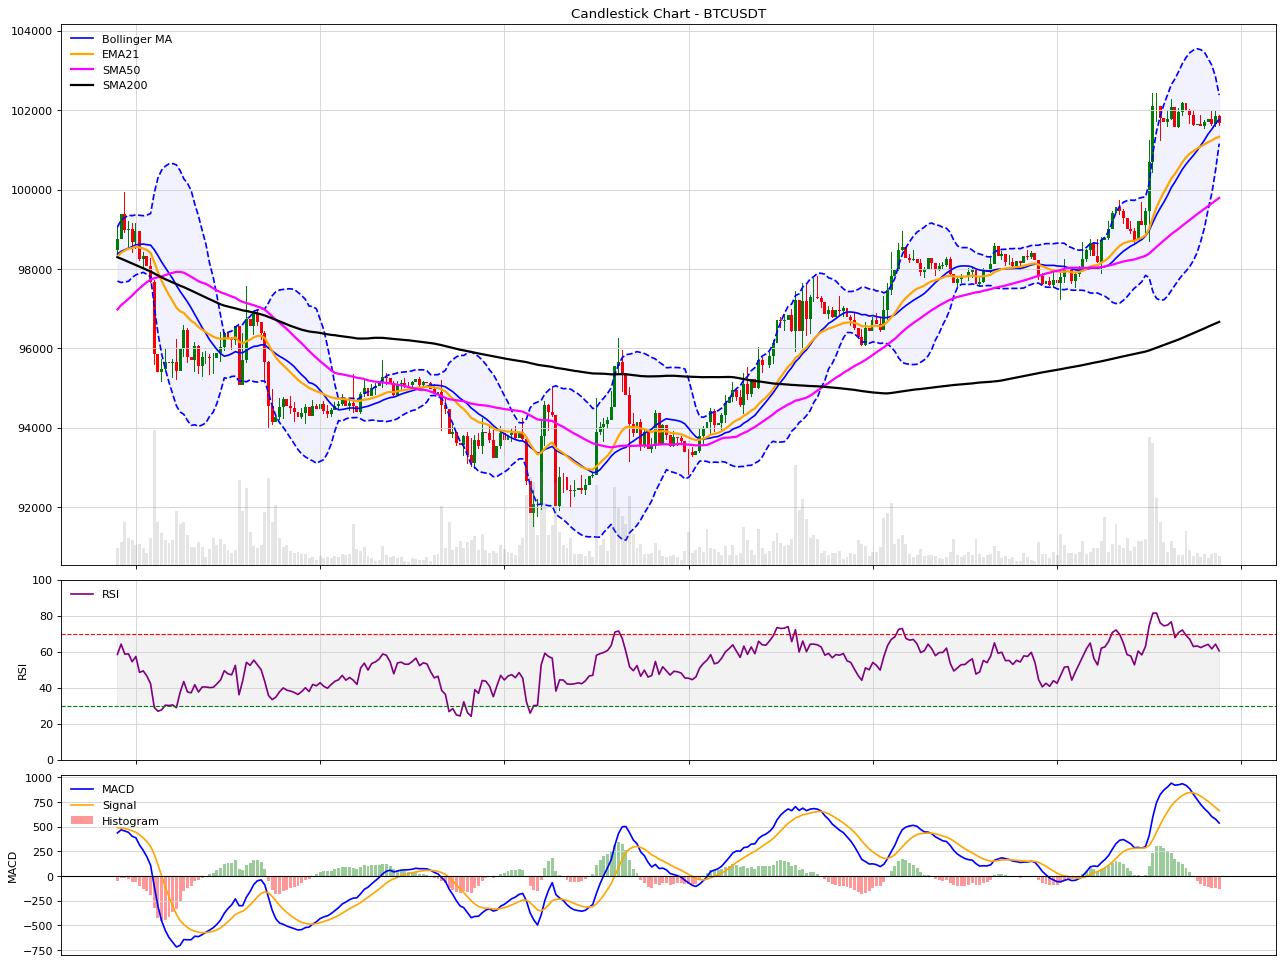 Candlestick Chart - BTCUSDT
Bollinger MA
EMA21
SMA50
SMA200
104000
102000
100000
98000
96000
94000
92000
RSI
100
80
60
40
20
0
RSI
MACD
Signal
Histogram
1000
750
500
250
0
−250
−500
−750
MACD